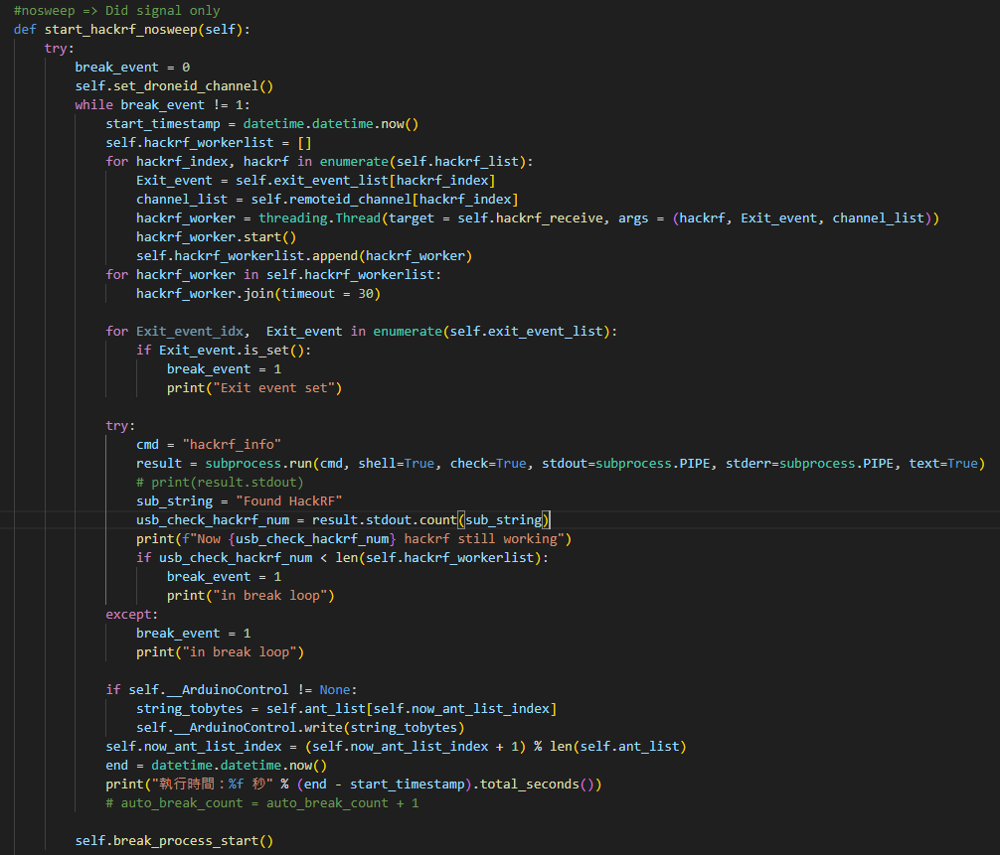 #nosweep => Did signal only
def start_hackrf_nosweep(self):
    try:
        break_event = 0
        self.set_droneid_channel()
        while break_event != 1:
            start_timestamp = datetime.datetime.now()
            self.hackrf_workerlist = []
            for hackrf_index, hackrf in enumerate(self.hackrf_list):
                Exit_event = self.exit_event_list[hackrf_index]
                channel_list = self.remoteid_channel[hackrf_index]
                hackrf_worker = threading.Thread(target = self.hackrf_receive, args = (hackrf, Exit_event, channel_list))
                hackrf_worker.start()
                self.hackrf_workerlist.append(hackrf_worker)
            for hackrf_worker in self.hackrf_workerlist:
                hackrf_worker.join(timeout = 30)

            for Exit_event_idx,  Exit_event in enumerate(self.exit_event_list):
                if Exit_event.is_set():
                    break_event = 1
                    print("Exit event set")

            try:
                cmd = "hackrf_info"
                result = subprocess.run(cmd, shell=True, check=True, stdout=subprocess.PIPE, stderr=subprocess.PIPE, text=True)
                # print(result.stdout)
                sub_string = "Found HackRF"
                usb_check_hackrf_num = result.stdout.count(sub_string)
                print(f"Now {usb_check_hackrf_num} hackrf still working")
                if usb_check_hackrf_num < len(self.hackrf_workerlist):
                    break_event = 1
                    print("in break loop")
            except:
                break_event = 1
                print("in break loop")

            if self.__ArduinoControl != None:
                string_tobytes = self.ant_list[self.now_ant_list_index]
                self.__ArduinoControl.write(string_tobytes)
            self.now_ant_list_index = (self.now_ant_list_index + 1) % len(self.ant_list)
            end = datetime.datetime.now()
            print("執行時間：%f 秒" % (end - start_timestamp).total_seconds())
            # auto_break_count = auto_break_count + 1

        self.break_process_start()